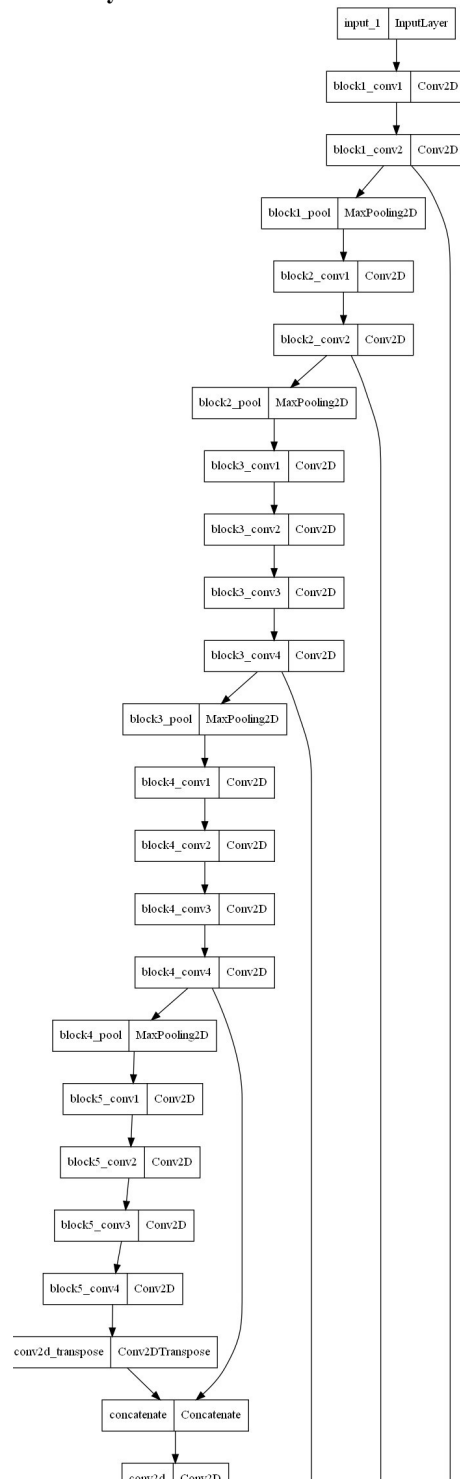 input_1 InputLayer
block1_conv1 Conv2D
block1_conv2 Conv2D
block1_pool MaxPooling2D
block2_conv1 Conv2D
block2_conv2 Conv2D
block2_pool MaxPooling2D
block3_conv1 Conv2D
block3_conv2 Conv2D
block3_conv3 Conv2D
block3_conv4 Conv2D
block3_pool MaxPooling2D
block4_conv1 Conv2D
block4_conv2 Conv2D
block4_conv3 Conv2D
block4_conv4 Conv2D
block4_pool MaxPooling2D
block5_conv1 Conv2D
block5_conv2 Conv2D
block5_conv3 Conv2D
block5_conv4 Conv2D
conv2d_transpose Conv2DTranspose
concatenate Concatenate
conv2d Conv2D